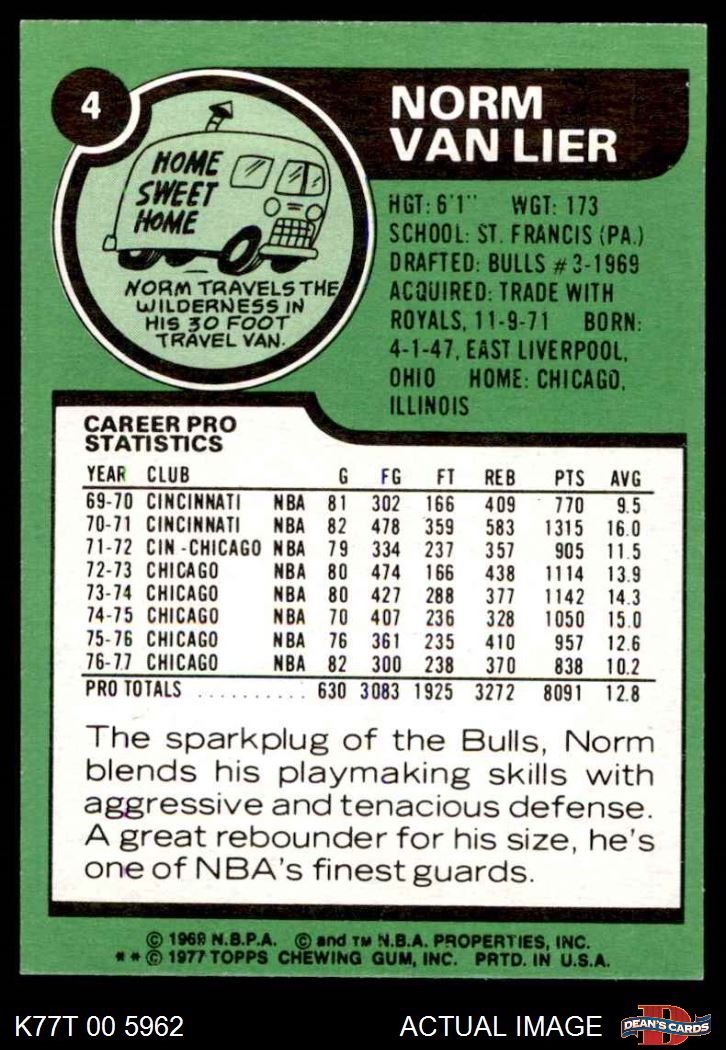 4
NORM
VAN LIER
HOME
SWEET
HOME
NORM TRAVELS THE
WILDERNESS IN
HIS 30 FOOT
TRAVEL VAN.
HGT: 6'1" WGT: 173
SCHOOL: ST. FRANCIS (PA.)
DRAFTED: BULLS #3-1969
ACQUIRED: TRADE WITH
ROYALS, 11-9-71 BORN:
4-1-47, EAST LIVERPOOL,
OHIO HOME: CHICAGO,
ILLINOIS
CAREER PRO
STATISTICS
YEAR CLUB G FG FT REB PTS AVG
69-70 CINCINNATI NBA 81 302 166 409 770 9.5
70-71 CINCINNATI NBA 82 478 359 583 1315 16.0
71-72 CIN-CHICAGO NBA 79 334 237 357 905 11.5
72-73 CHICAGO NBA 80 474 166 438 1114 13.9
73-74 CHICAGO NBA 80 427 288 377 1142 14.3
74-75 CHICAGO NBA 70 407 236 328 1050 15.0
75-76 CHICAGO NBA 76 361 235 410 957 12.6
76-77 CHICAGO NBA 82 300 238 370 838 10.2
PRO TOTALS .......... 630 3083 1925 3272 8091 12.8
The sparkplug of the Bulls, Norm
blends his playmaking skills with
aggressive and tenacious defense.
A great rebounder for his size, he's
one of NBA's finest guards.
© 1969 N.B.P.A. © and TM N.B.A. PROPERTIES, INC.
**© 1977 TOPPS CHEWING GUM, INC. PRTD. IN U.S.A.
K77T 00 5962
ACTUAL IMAGE
D
DEAN'S CARDS